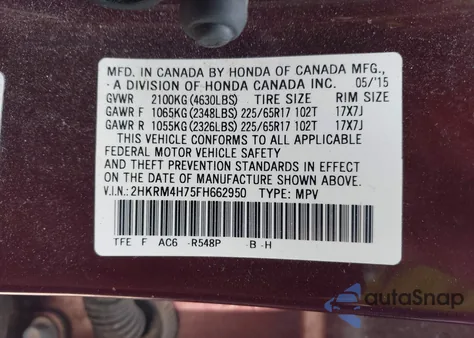 MFD. IN CANADA BY HONDA OF CANADA MFG.,
A DIVISION OF HONDA CANADA INC. 05/'15
GVWR 2100KG(4630LBS) TIRE SIZE RIM SIZE
GAWR F 1065KG(2348LBS) 225/65R17 102T 17X7J
GAWR R 1055KG(2326LBS) 225/65R17 102T 17X7J
THIS VEHICLE CONFORMS TO ALL APPLICABLE
FEDERAL MOTOR VEHICLE SAFETY
AND THEFT PREVENTION STANDARDS IN EFFECT
ON THE DATE OF MANUFACTURE SHOWN ABOVE.
V.I.N: 2HKRM4H75FH662950 TYPE: MPV
TFE F AC6 -R548P -B -H
autoSnap